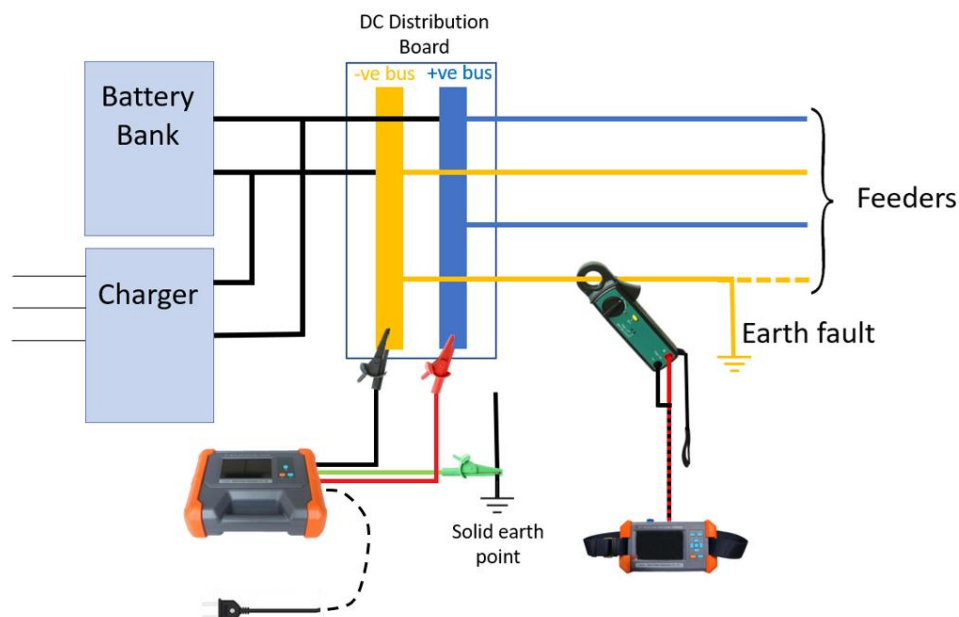 DC Distribution
Board
-ve bus
+ve bus
Battery
Bank
Charger
Feeders
Earth fault
Solid earth
point